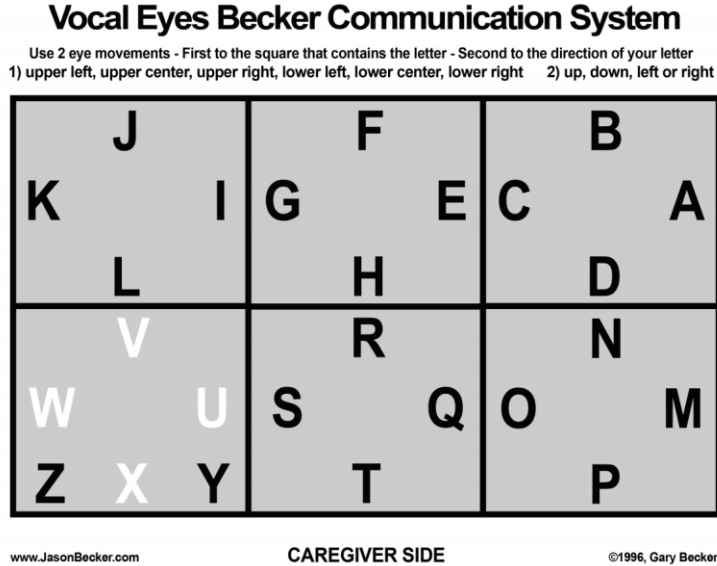 Vocal Eyes Becker Communication System
Use 2 eye movements - First to the square that contains the letter - Second to the direction of your letter
1) upper left, upper center, upper right, lower left, lower center, lower right 2) up, down, left or right
J F B
K I G E C A
L H D
V R N
W U S Q O M
Z X Y T P
www.JasonBecker.com CAREGIVER SIDE ©1996, Gary Becker